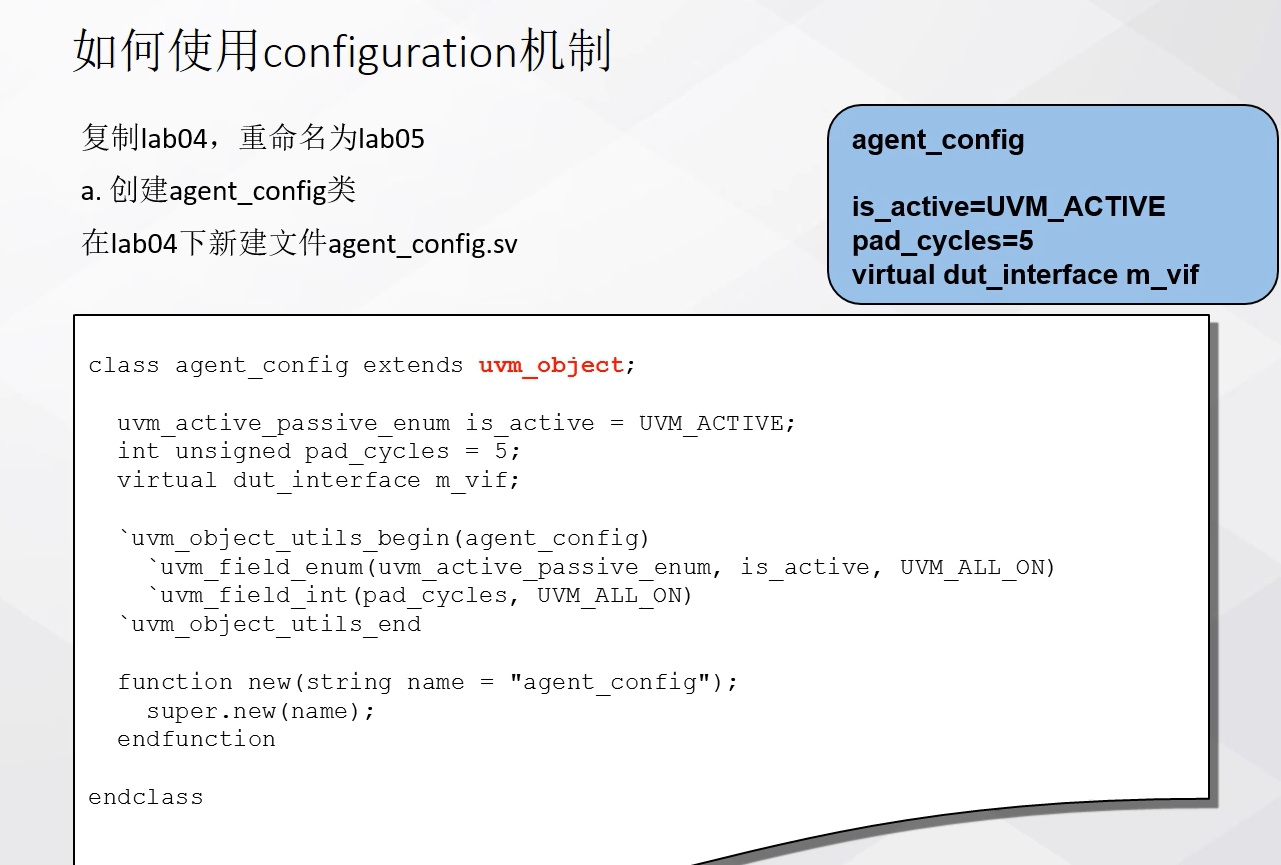 如何使用configuration机制
复制lab04，重命名为lab05
a. 创建agent_config类
在lab04下新建文件agent_config.sv
agent_config
is_active=UVM_ACTIVE
pad_cycles=5
virtual dut_interface m_vif
class agent_config extends uvm_object;
uvm_active_passive_enum is_active = UVM_ACTIVE;
int unsigned pad_cycles = 5;
virtual dut_interface m_vif;
`uvm_object_utils_begin(agent_config)
`uvm_field_enum(uvm_active_passive_enum, is_active, UVM_ALL_ON)
`uvm_field_int(pad_cycles, UVM_ALL_ON)
`uvm_object_utils_end
function new(string name = "agent_config");
super.new(name);
endfunction
endclass